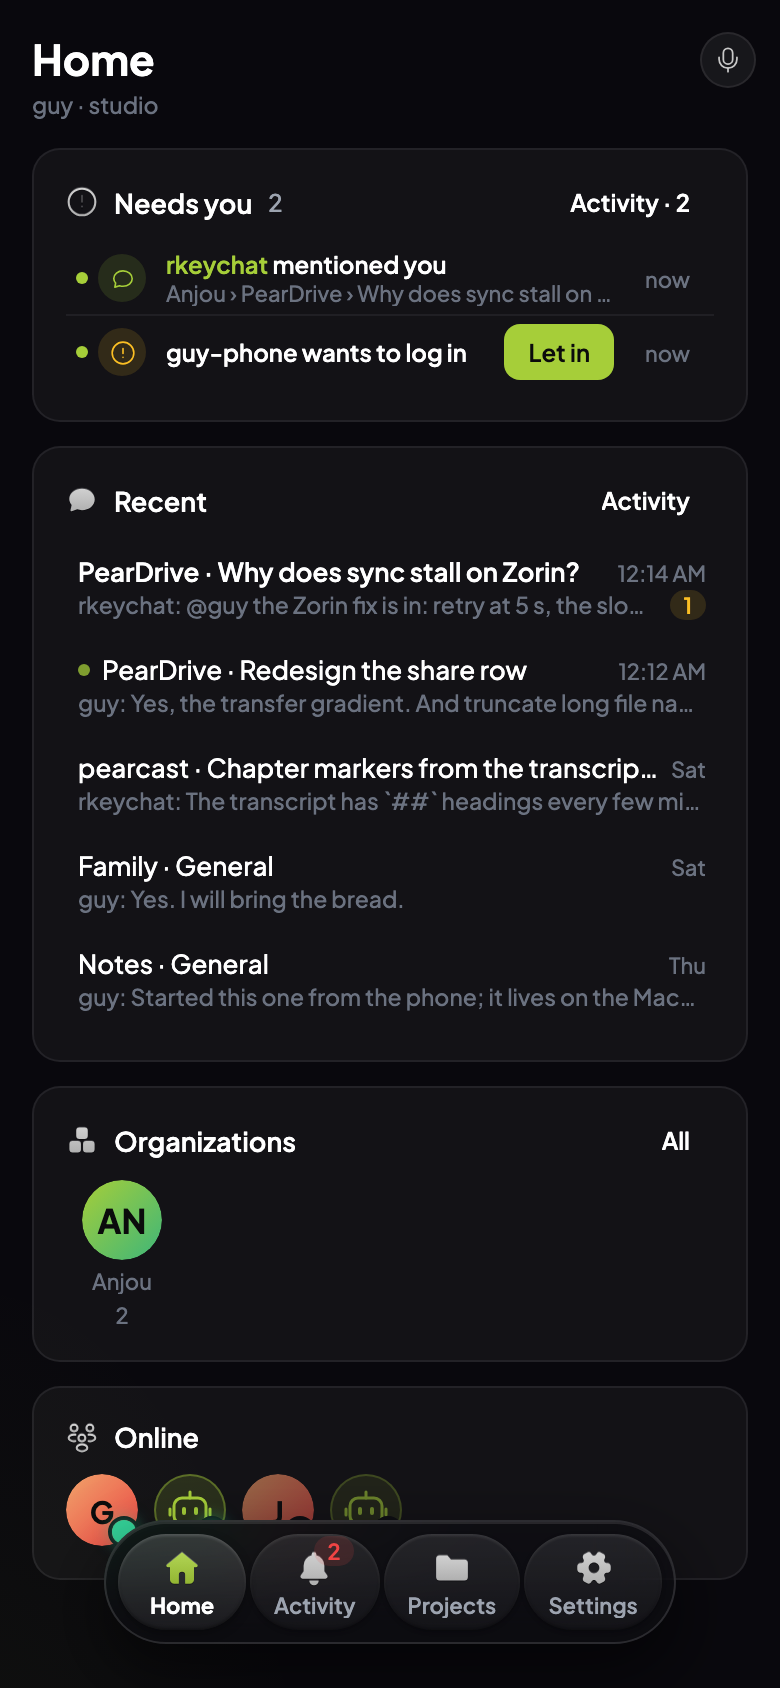 Home
guy · studio
Needs you 2
Activity · 2
rkeychat mentioned you
Anjou › PearDrive › Why does sync stall on ...
now
guy-phone wants to log in
Let in
now
Recent
Activity
PearDrive · Why does sync stall on Zorin?
12:14 AM
rkeychat: @guy the Zorin fix is in: retry at 5 s, the slo...
1
PearDrive · Redesign the share row
12:12 AM
guy: Yes, the transfer gradient. And truncate long file na...
pearcast · Chapter markers from the transcrip...
Sat
rkeychat: The transcript has `##` headings every few mi...
Family · General
Sat
guy: Yes. I will bring the bread.
Notes · General
Thu
guy: Started this one from the phone; it lives on the Mac...
Organizations
All
AN
Anjou
2
Online
G
2
Home
Activity
Projects
Settings